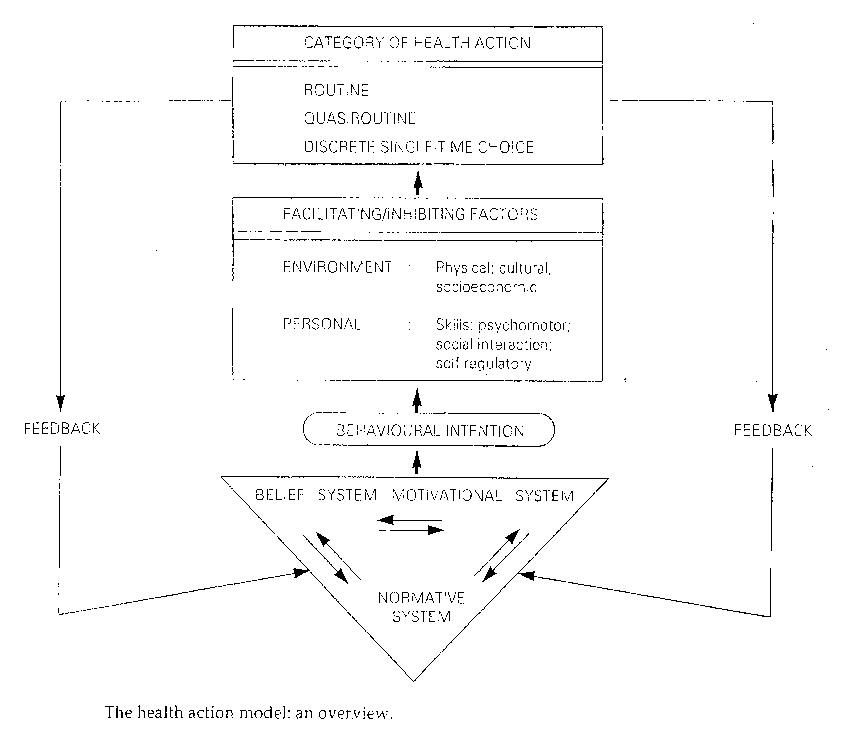 CATEGORY OF HEALTH ACTION
ROUTINE
QUASI ROUTINE
DISCRETE SINGLE-TIME CHOICE
FACILITATING/INHIBITING FACTORS
ENVIRONMENT : Physical; cultural;
socioeconomic
PERSONAL : Skills: psychomotor;
social interaction;
self regulatory
FEEDBACK
BEHAVIOURAL INTENTION
FEEDBACK
BELIEF SYSTEM MOTIVATIONAL SYSTEM
NORMATIVE
SYSTEM
The health action model: an overview.